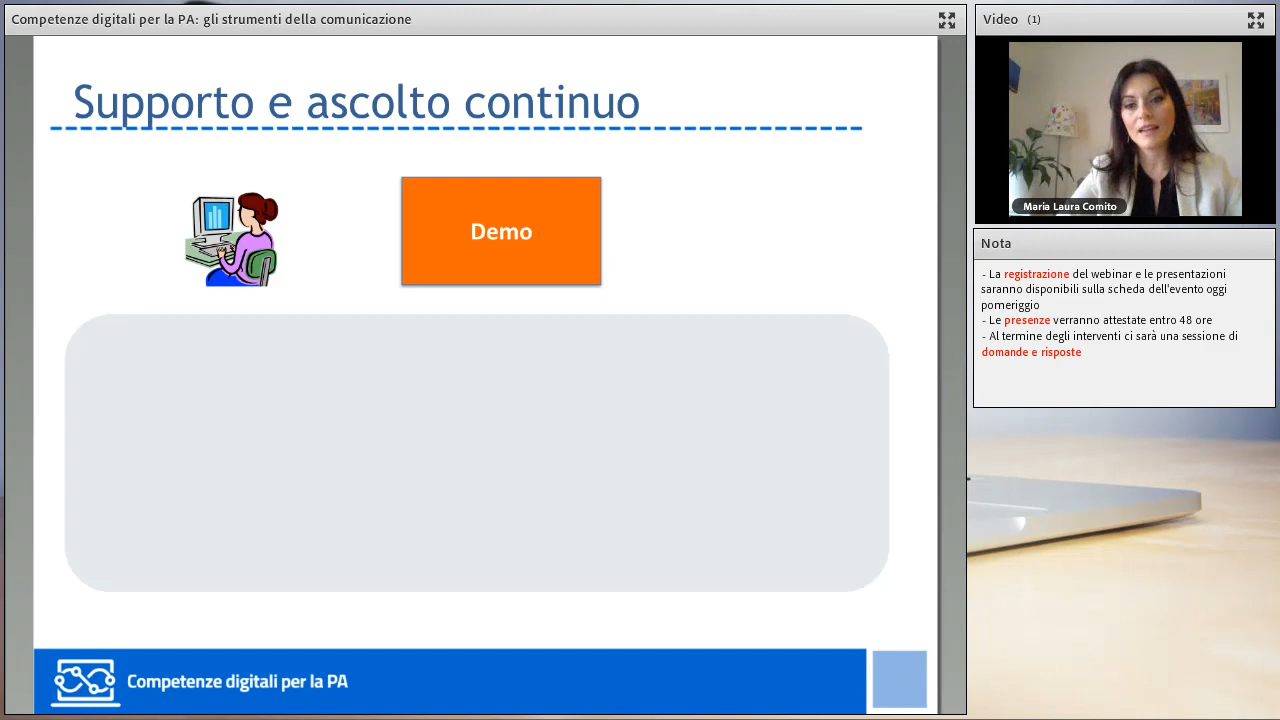 Competenze digitali per la PA: gli strumenti della comunicazione
Supporto e ascolto continuo
Demo
Competenze digitali per la PA
Video (1)
Maria Laura Comito
Nota
- La registrazione del webinar e le presentazioni
saranno disponibili sulla scheda dell'evento oggi
pomeriggio
- Le presenze verranno attestate entro 48 ore
- Al termine degli interventi ci sarà una sessione di
domande e risposte